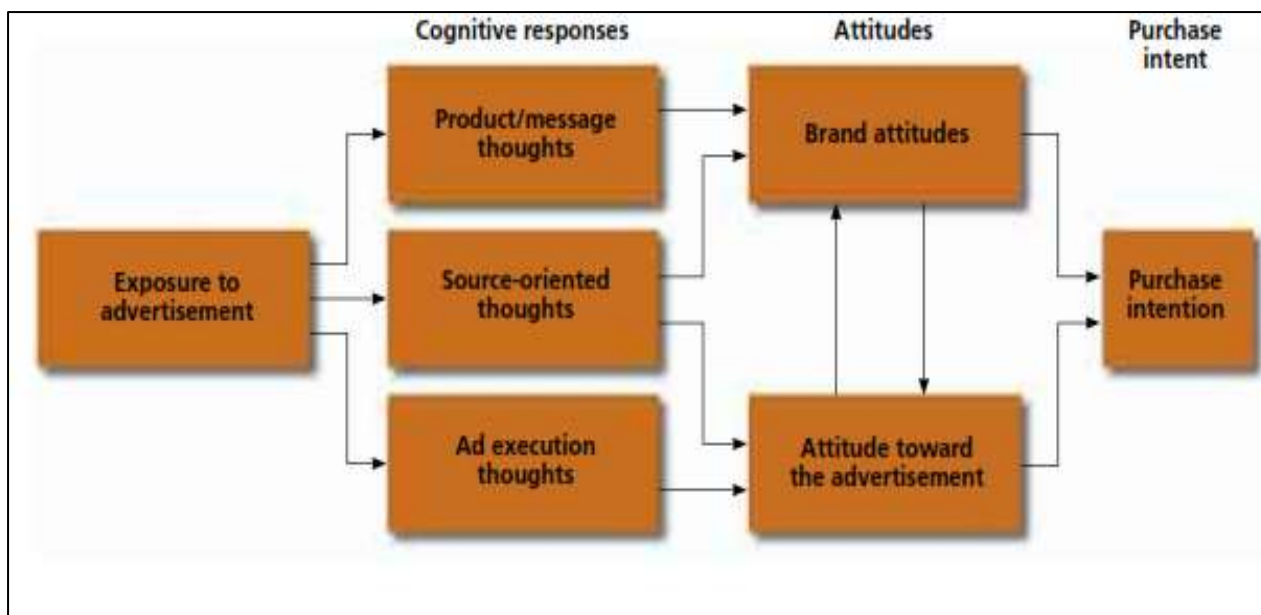 Cognitive responses
Attitudes
Purchase
intent
Product/message
thoughts
Brand attitudes
Exposure to
advertisement
Source-oriented
thoughts
Purchase
intention
Ad execution
thoughts
Attitude toward
the advertisement